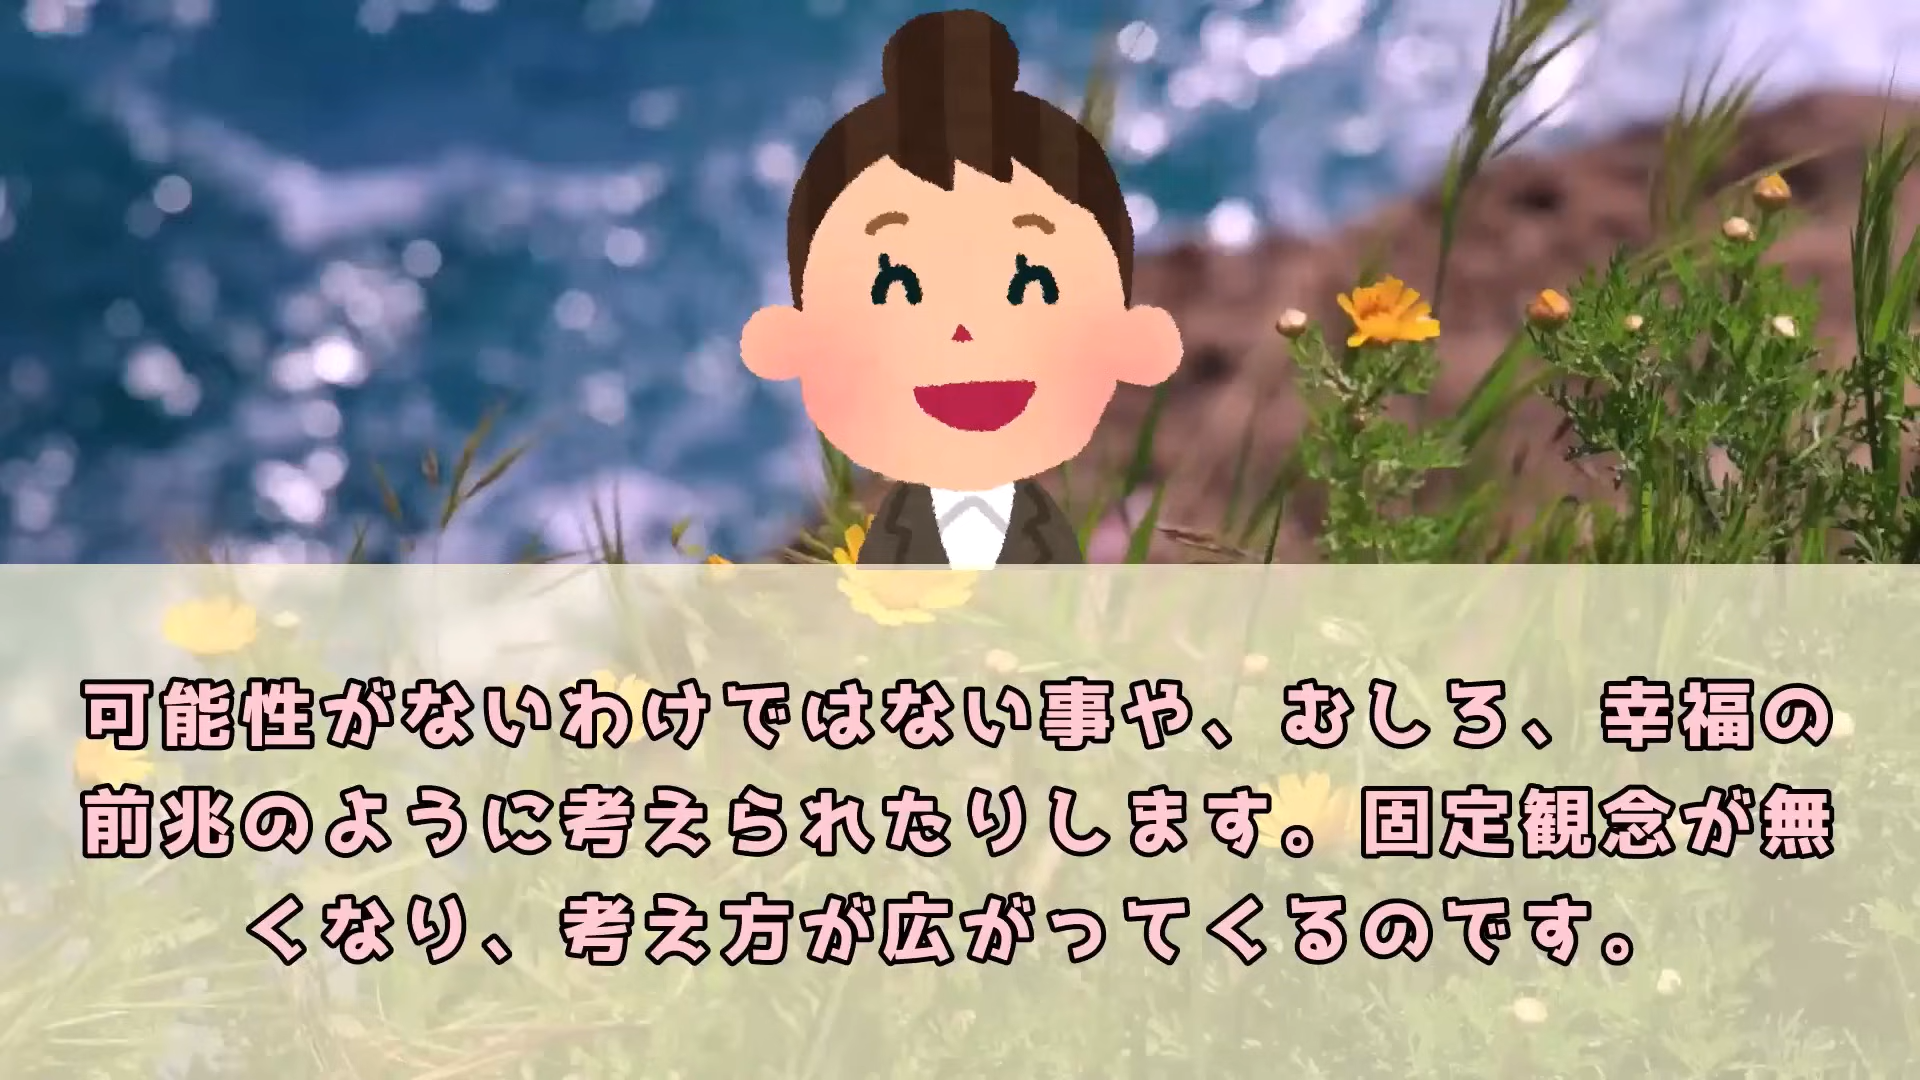 可能性がないわけではない事や、むしろ、幸福の
前兆のように考えられたりします。固定観念が無
くなり、考え方が広がってくるのです。